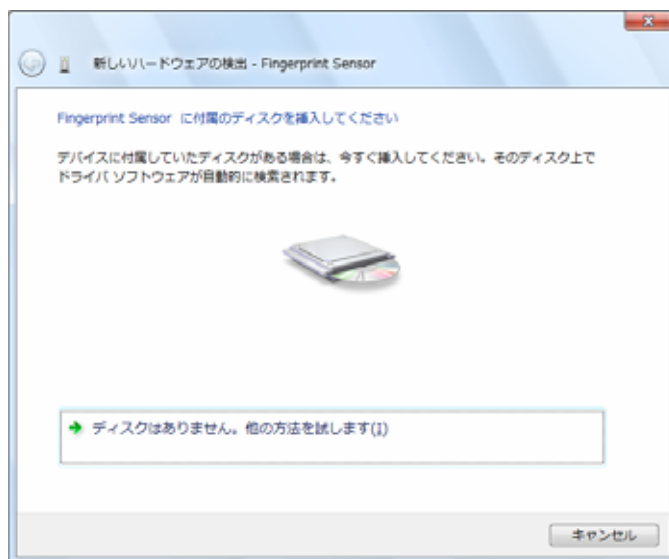 新しいハードウェアの検出 - Fingerprint Sensor
Fingerprint Sensor に付属のディスクを挿入してください
デバイスに付属していたディスクがある場合は、今すぐ挿入してください。そのディスク上で
ドライバ ソフトウェアが自動的に検索されます。
ディスクはありません。他の方法を試します(I)
キャンセル